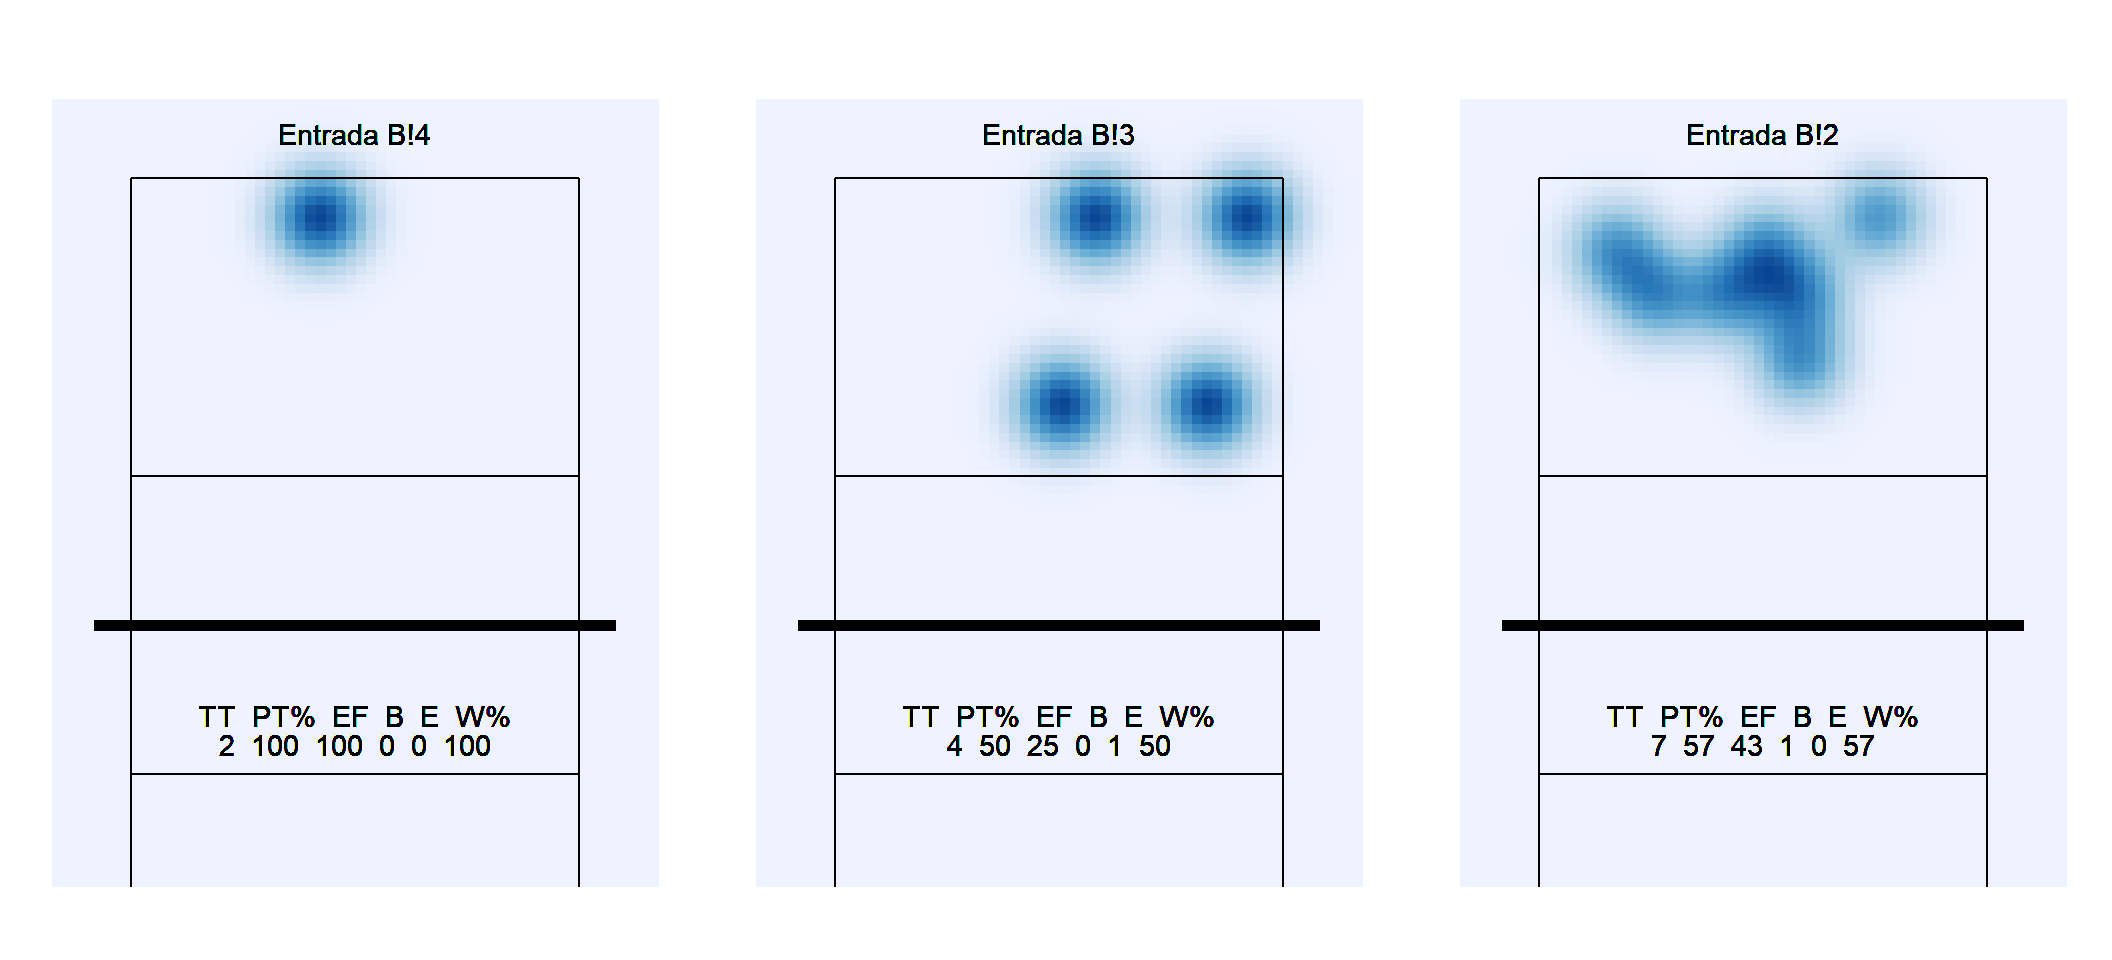 Entrada B!4
TT PT% EF B E W%
2 100 100 0 0 100
Entrada B!3
TT PT% EF B E W%
4 50 25 0 1 50
Entrada B!2
TT PT% EF B E W%
7 57 43 1 0 57